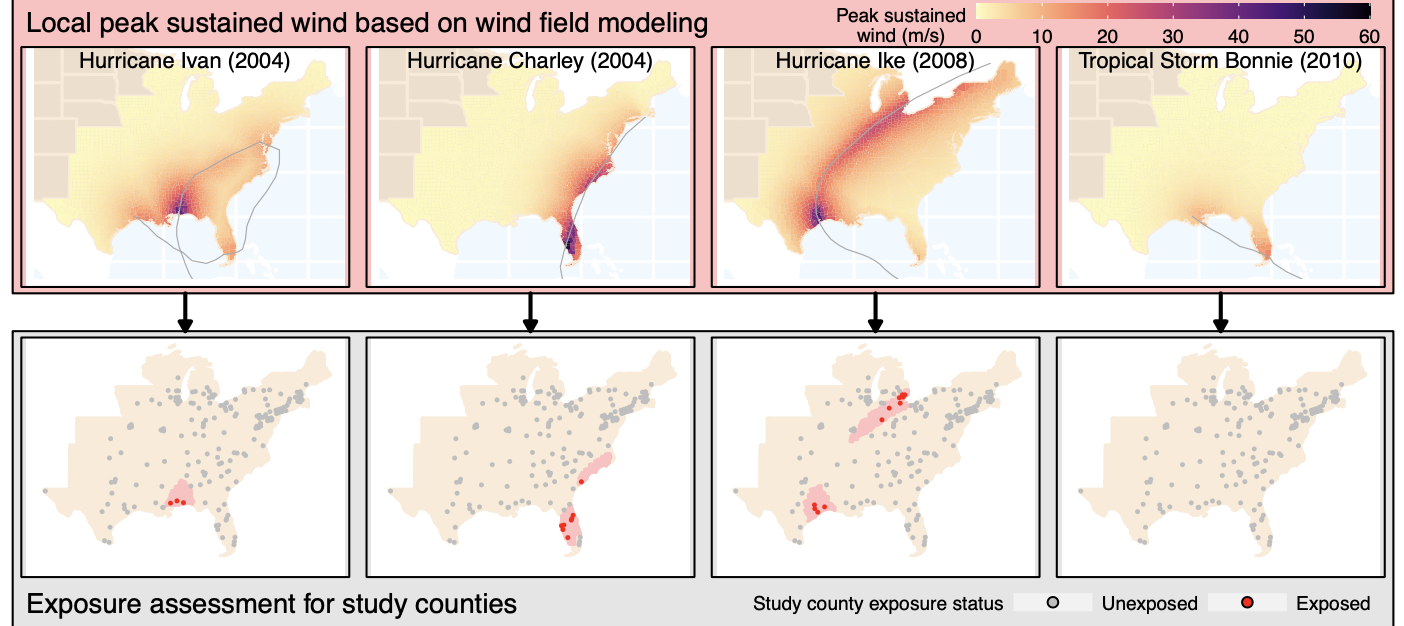 Local peak sustained wind based on wind field modeling
Peak sustained
wind (m/s)
0 10 20 30 40 50 60
Hurricane Ivan (2004)
Hurricane Charley (2004)
Hurricane Ike (2008)
Tropical Storm Bonnie (2010)
Exposure assessment for study counties
Study county exposure status
Unexposed
Exposed